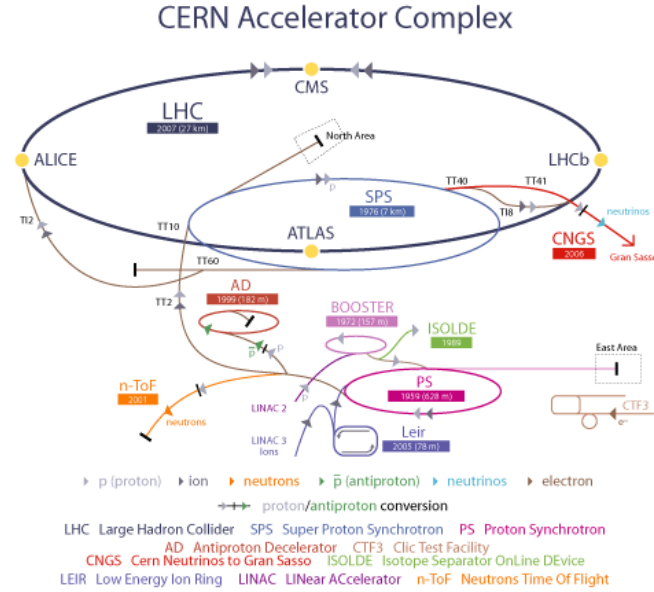 CERN Accelerator Complex
CMS
LHC
2007 (27 km)
North Area
ALICE
LHCb
TT40
TT41
SPS
1976 (7 km)
p
TI8
TI2
TT10
neutrinos
ATLAS
CNGS
2006
Gran Sasso
TT60
AD
1999 (182 m)
TT2
BOOSTER
1972 (157 m)
ISOLDE
1989
p
p̅
East Area
n-ToF
2001
PS
1959 (628 m)
p
LINAC 2
neutrons
CTF3
e⁻
LINAC 3
Ions
Leir
2005 (78 m)
p (proton) ion neutrons p̅ (antiproton) neutrinos electron
proton/antiproton conversion
LHC Large Hadron Collider SPS Super Proton Synchrotron PS Proton Synchrotron
AD Antiproton Decelerator CTF3 Clic Test Facility
CNGS Cern Neutrinos to Gran Sasso ISOLDE Isotope Separator OnLine DEvice
LEIR Low Energy Ion Ring LINAC LINear ACcelerator n-ToF Neutrons Time Of Flight